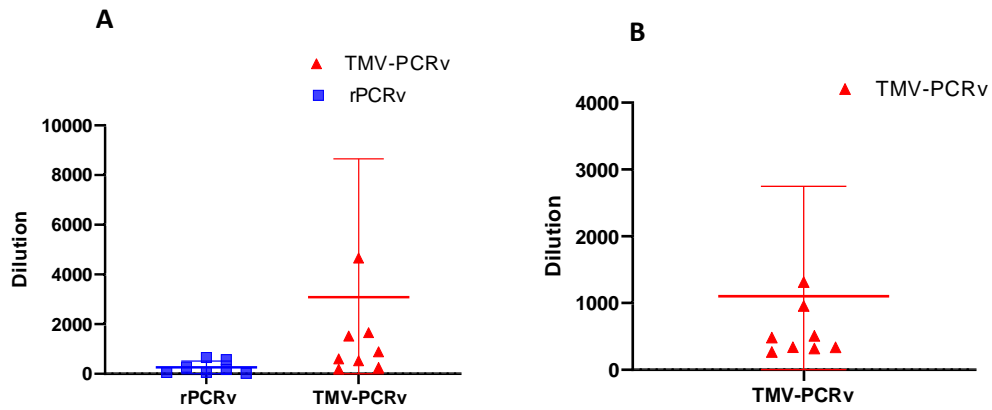 A
TMV-PCRv
rPCRv
Dilution
10000
8000
6000
4000
2000
0
rPCRv
TMV-PCRv
B
TMV-PCRv
Dilution
4000
3000
2000
1000
0
TMV-PCRv